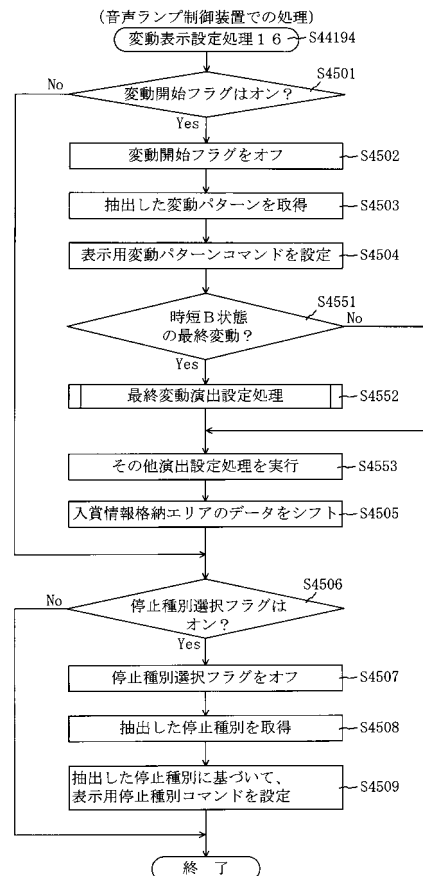 (音声ランプ制御装置での処理)
変動表示設定処理16
S44194
S4501
変動開始フラグはオン?
No
Yes
変動開始フラグをオフ
S4502
抽出した変動パターンを取得
S4503
表示用変動パターンコマンドを設定
S4504
S4551
時短B状態
の最終変動?
No
Yes
最終変動演出設定処理
S4552
その他演出設定処理を実行
S4553
入賞情報格納エリアのデータをシフト
S4505
S4506
停止種別選択フラグは
オン?
No
Yes
停止種別選択フラグをオフ
S4507
抽出した停止種別を取得
S4508
抽出した停止種別に基づいて、
表示用停止種別コマンドを設定
S4509
終 了